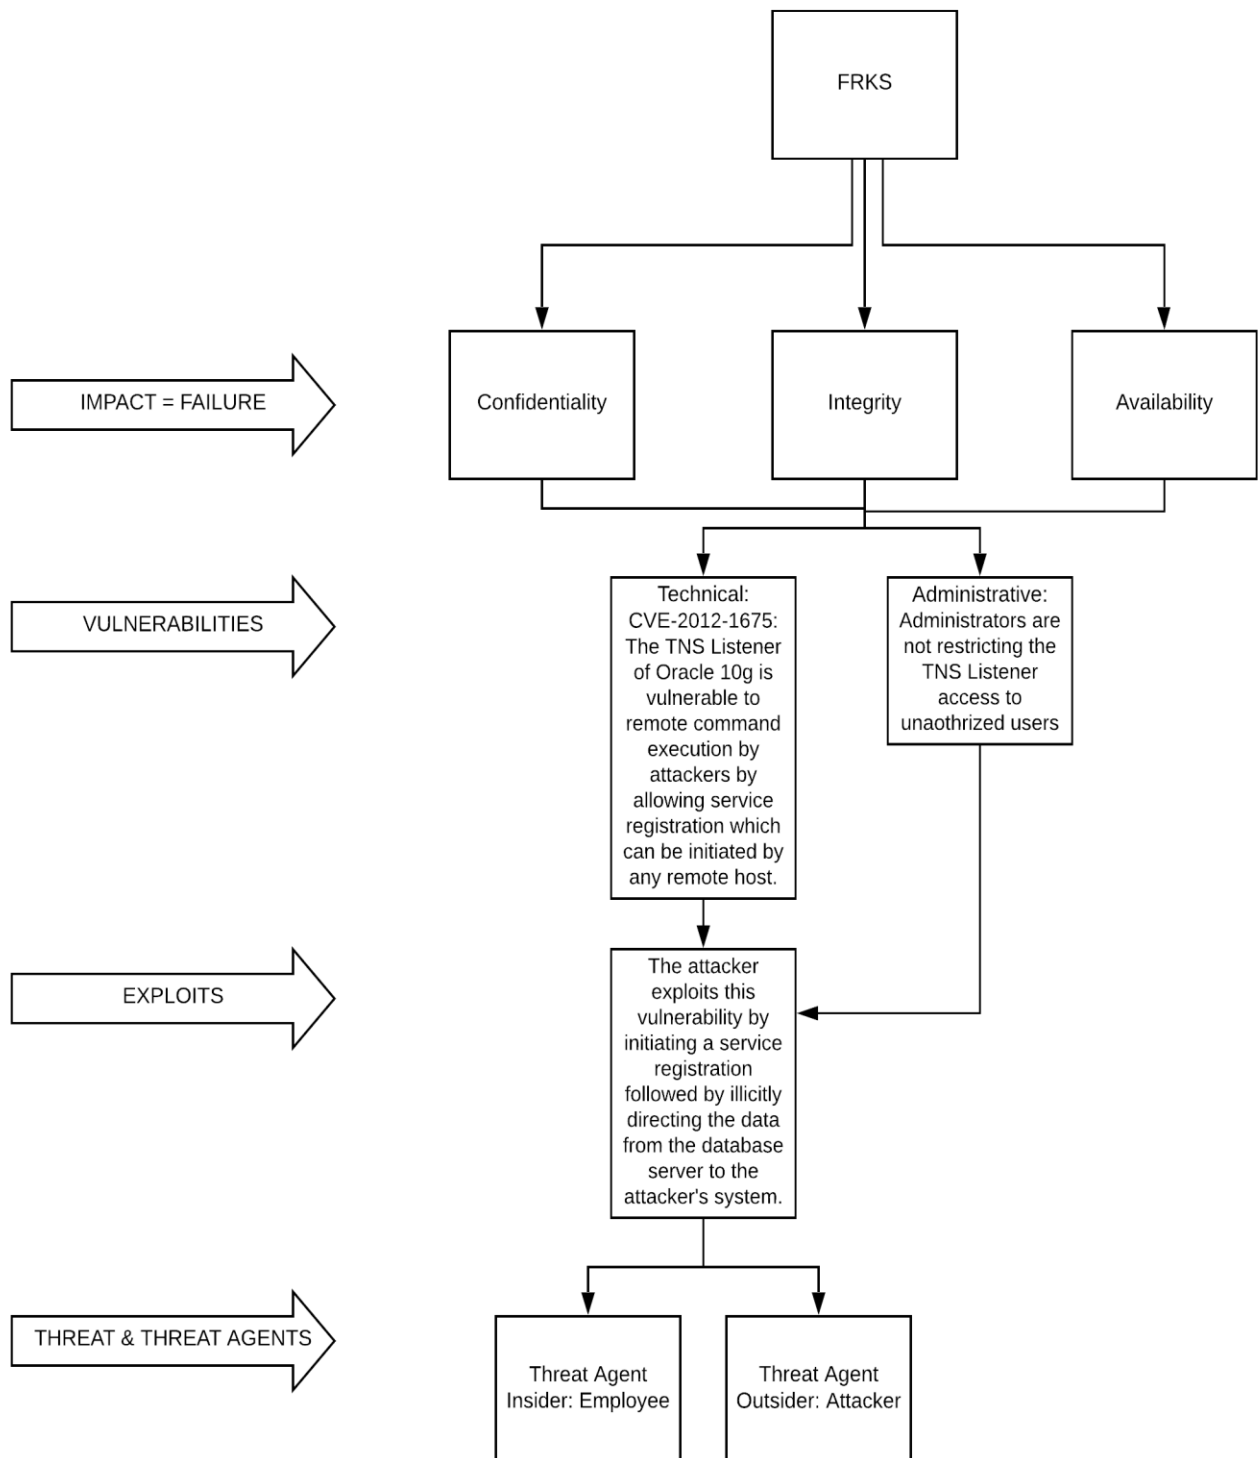 FRKS
IMPACT = FAILURE
Confidentiality
Integrity
Availability
VULNERABILITIES
Technical:
CVE-2012-1675:
The TNS Listener
of Oracle 10g is
vulnerable to
remote command
execution by
attackers by
allowing service
registration which
can be initiated by
any remote host.
Administrative:
Administrators are
not restricting the
TNS Listener
access to
unaothrized users
EXPLOITS
The attacker
exploits this
vulnerability by
initiating a service
registration
followed by illicitly
directing the data
from the database
server to the
attacker's system.
THREAT & THREAT AGENTS
Threat Agent
Insider: Employee
Threat Agent
Outsider: Attacker